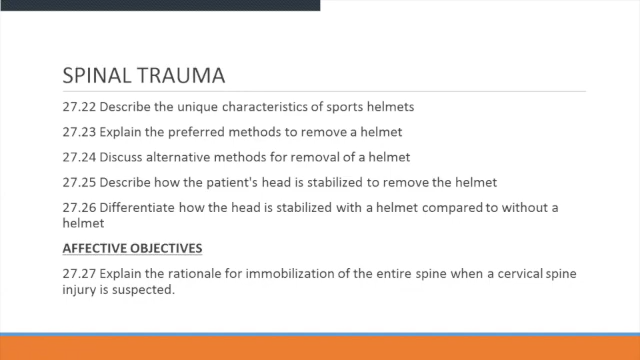 SPINAL TRAUMA
27.22 Describe the unique characteristics of sports helmets
27.23 Explain the preferred methods to remove a helmet
27.24 Discuss alternative methods for removal of a helmet
27.25 Describe how the patient's head is stabilized to remove the helmet
27.26 Differentiate how the head is stabilized with a helmet compared to without a
helmet
AFFECTIVE OBJECTIVES
27.27 Explain the rationale for immobilization of the entire spine when a cervical spine
injury is suspected.